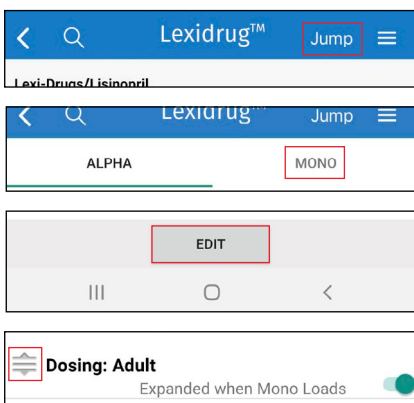 Lexidrug™ Jump
Lexi-Drugs/Lisinopril
Lexidrug™ Jump
ALPHA MONO
EDIT
Dosing: Adult
Expanded when Mono Loads